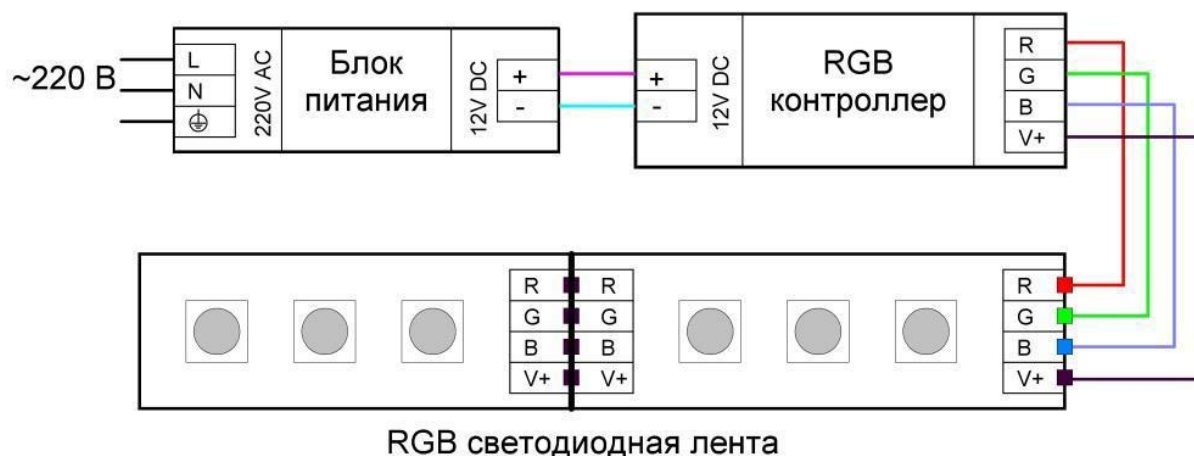 ~220 В
L
N
220V AC
Блок
питания
12V DC
+
-
+
-
12V DC
RGB
контроллер
R
G
B
V+
R
G
B
V+
R
G
B
V+
R
G
B
V+
RGB светодиодная лента